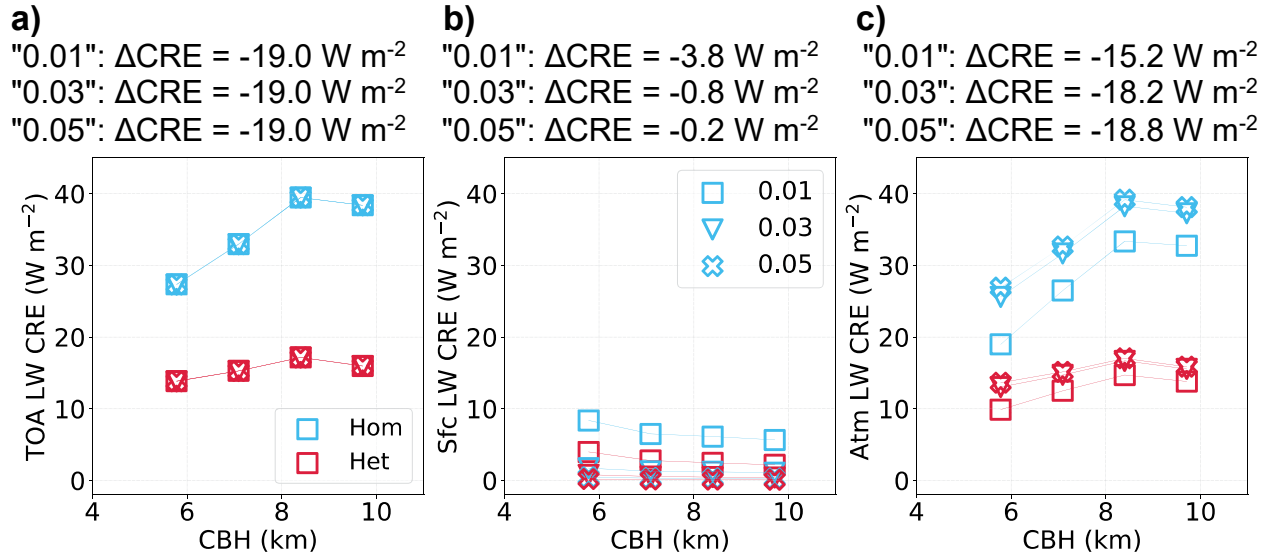 a)
"0.01": ΔCRE = -19.0 W m⁻²
"0.03": ΔCRE = -19.0 W m⁻²
"0.05": ΔCRE = -19.0 W m⁻²
TOA LW CRE (W m⁻²)
40
30
20
10
0
Hom
Het
4 6 8 10
CBH (km)
b)
"0.01": ΔCRE = -3.8 W m⁻²
"0.03": ΔCRE = -0.8 W m⁻²
"0.05": ΔCRE = -0.2 W m⁻²
Sfc LW CRE (W m⁻²)
40
30
20
10
0
0.01
0.03
0.05
4 6 8 10
CBH (km)
c)
"0.01": ΔCRE = -15.2 W m⁻²
"0.03": ΔCRE = -18.2 W m⁻²
"0.05": ΔCRE = -18.8 W m⁻²
Atm LW CRE (W m⁻²)
40
30
20
10
0
4 6 8 10
CBH (km)